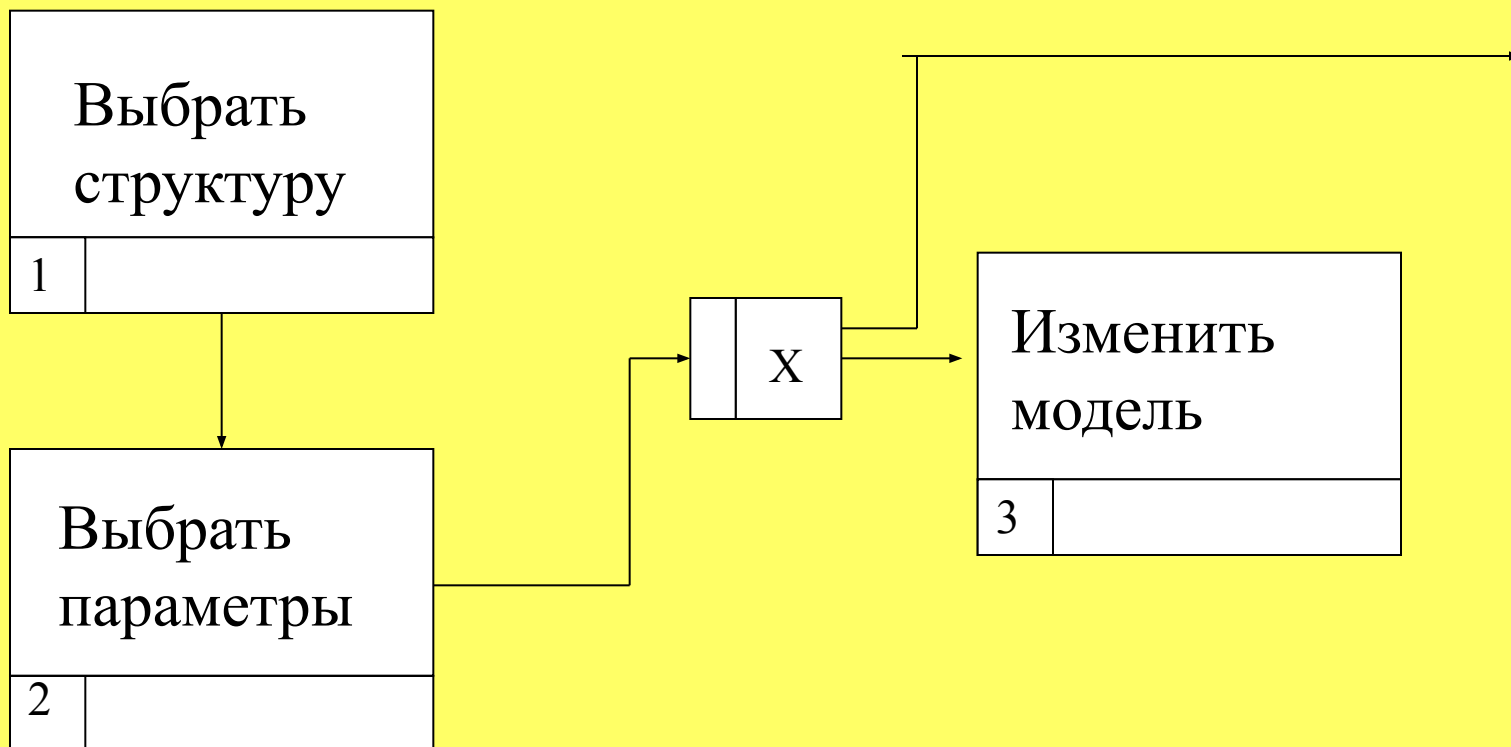 Выбрать
структуру
1
Выбрать
параметры
2
X
Изменить
модель
3